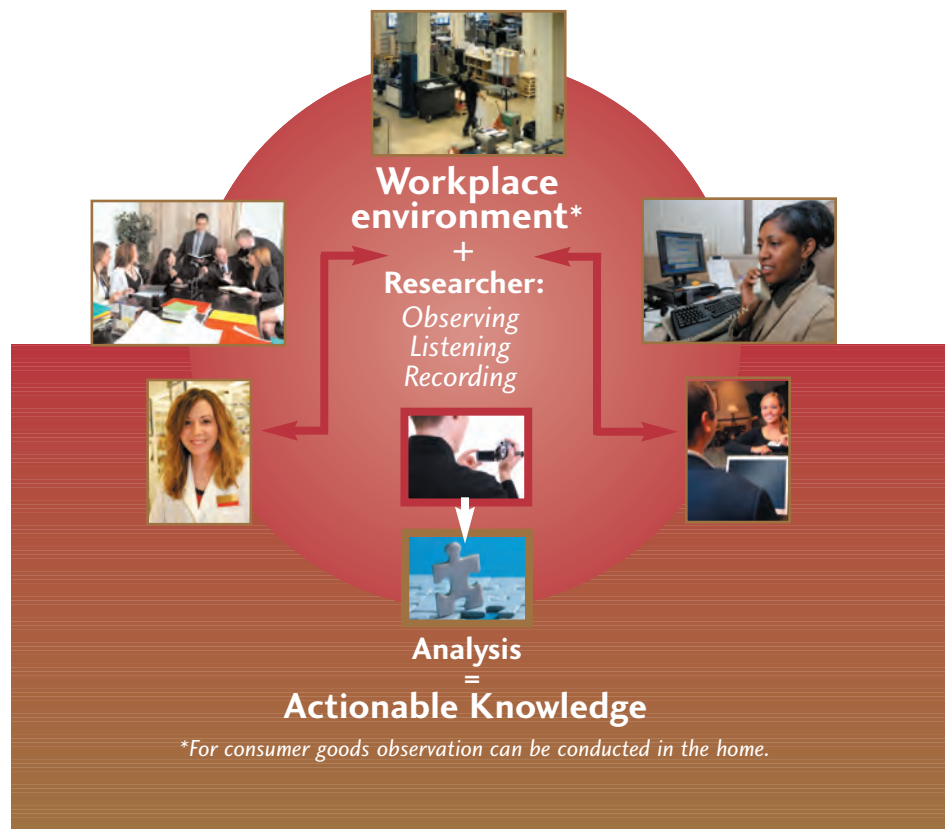 Workplace
environment*
+
Researcher:
Observing
Listening
Recording
Analysis
=
Actionable Knowledge
*For consumer goods observation can be conducted in the home.